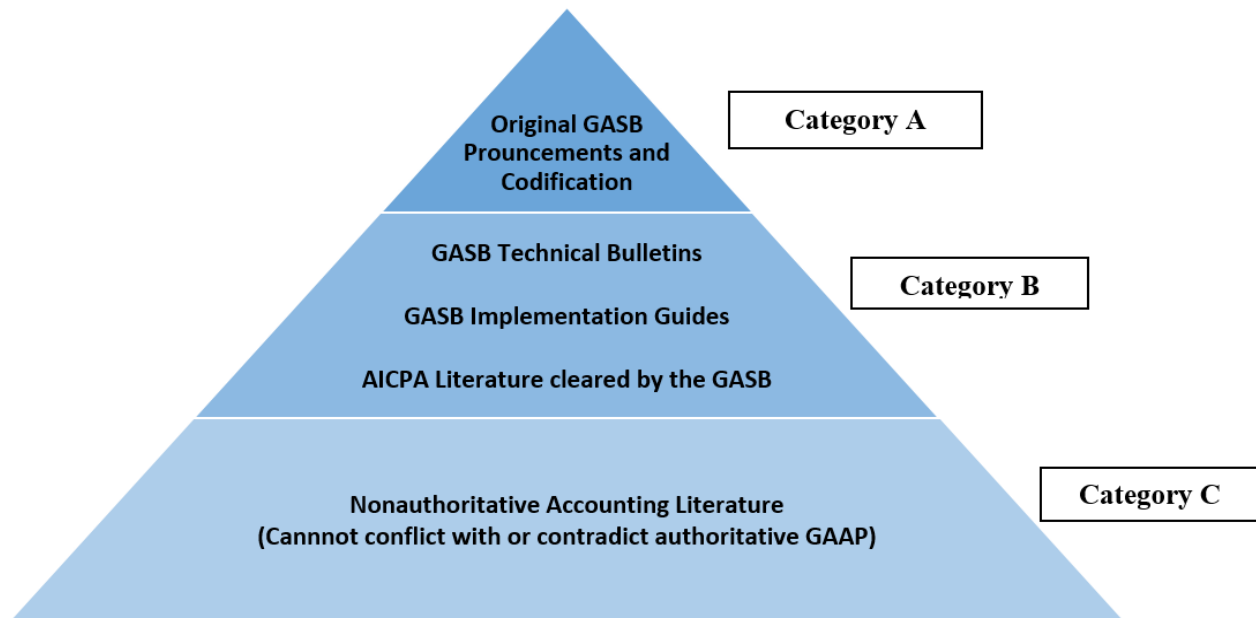 Original GASB
Prouncements and
Codification
Category A
GASB Technical Bulletins
GASB Implementation Guides
AICPA Literature cleared by the GASB
Category B
Nonauthoritative Accounting Literature
(Cannnot conflict with or contradict authoritative GAAP)
Category C